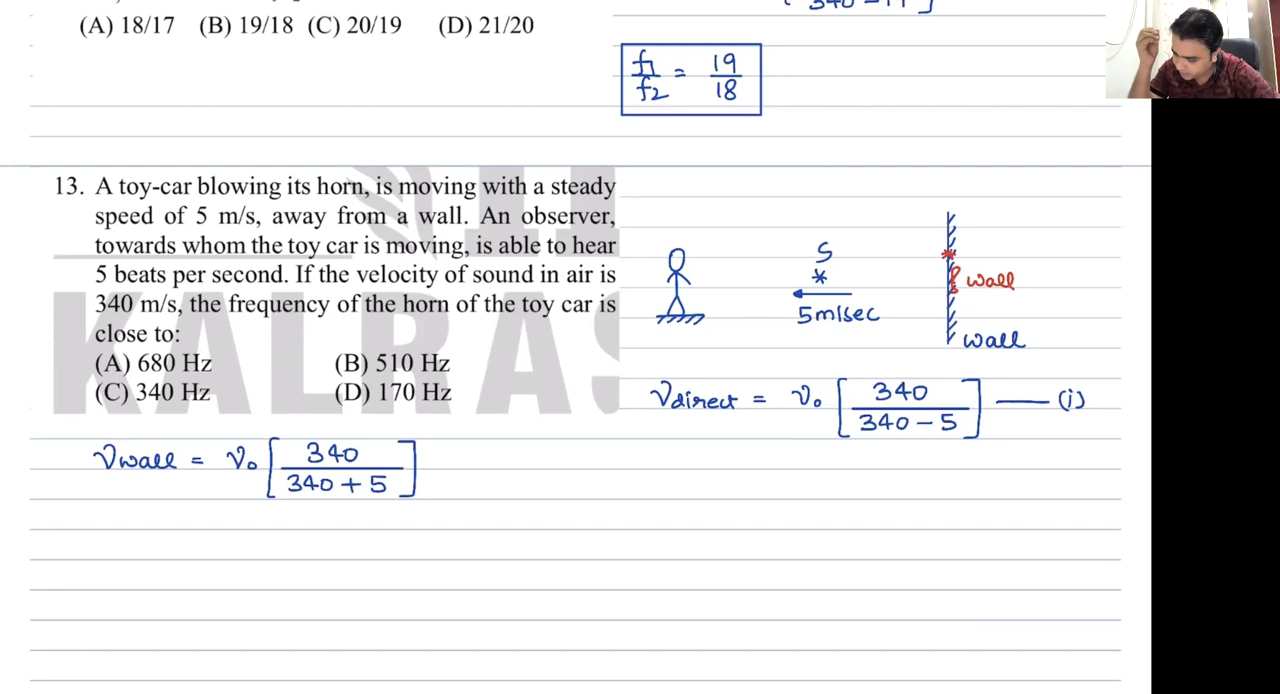 (A) 18/17 (B) 19/18 (C) 20/19 (D) 21/20
f1/f2 = 19/18
13. A toy-car blowing its horn, is moving with a steady
speed of 5 m/s, away from a wall. An observer,
towards whom the toy car is moving, is able to hear
5 beats per second. If the velocity of sound in air is
340 m/s, the frequency of the horn of the toy car is
close to:
(A) 680 Hz (B) 510 Hz
(C) 340 Hz (D) 170 Hz
S
*
5m/sec
wall
wall
νdirect = ν₀ [340 / 340 - 5] —— (i)
νwall = ν₀ [340 / 340 + 5]
KALRAS